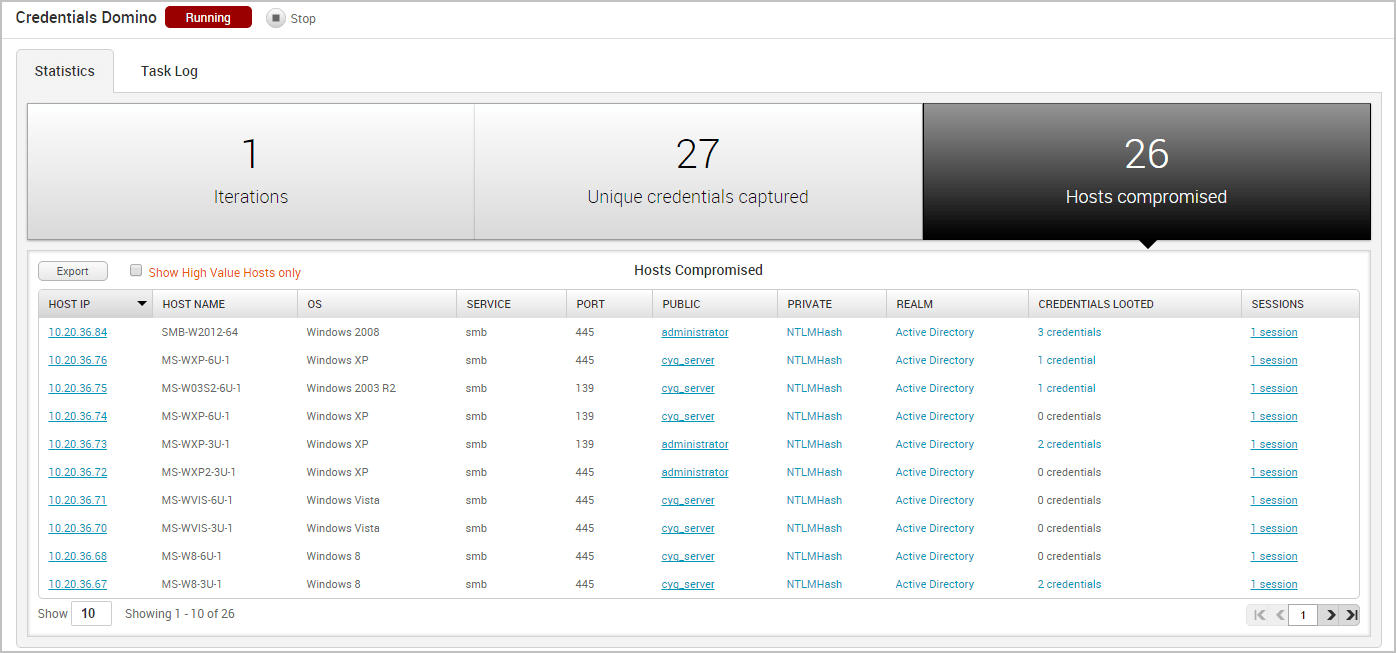 Credentials Domino Running Stop
Statistics Task Log
1 27 26
Iterations Unique credentials captured Hosts compromised
Export Show High Value Hosts only Hosts Compromised
HOST IP HOST NAME OS SERVICE PORT PUBLIC PRIVATE REALM CREDENTIALS LOOTED SESSIONS
10.20.36.84 SMB-W2012-64 Windows 2008 smb 445 administrator NTLMHash Active Directory 3 credentials 1 session
10.20.36.76 MS-WXP-6U-1 Windows XP smb 445 cyg_server NTLMHash Active Directory 1 credential 1 session
10.20.36.75 MS-W03S2-6U-1 Windows 2003 R2 smb 139 cyg_server NTLMHash Active Directory 1 credential 1 session
10.20.36.74 MS-WXP-6U-1 Windows XP smb 139 cyg_server NTLMHash Active Directory 0 credentials 1 session
10.20.36.73 MS-WXP-3U-1 Windows XP smb 139 administrator NTLMHash Active Directory 2 credentials 1 session
10.20.36.72 MS-WXP2-3U-1 Windows XP smb 445 administrator NTLMHash Active Directory 0 credentials 1 session
10.20.36.71 MS-WVIS-6U-1 Windows Vista smb 445 cyg_server NTLMHash Active Directory 0 credentials 1 session
10.20.36.70 MS-WVIS-3U-1 Windows Vista smb 445 cyg_server NTLMHash Active Directory 0 credentials 1 session
10.20.36.68 MS-W8-6U-1 Windows 8 smb 445 cyg_server NTLMHash Active Directory 0 credentials 1 session
10.20.36.67 MS-W8-3U-1 Windows 8 smb 445 cyg_server NTLMHash Active Directory 2 credentials 1 session
Show 10 Showing 1 - 10 of 26 1